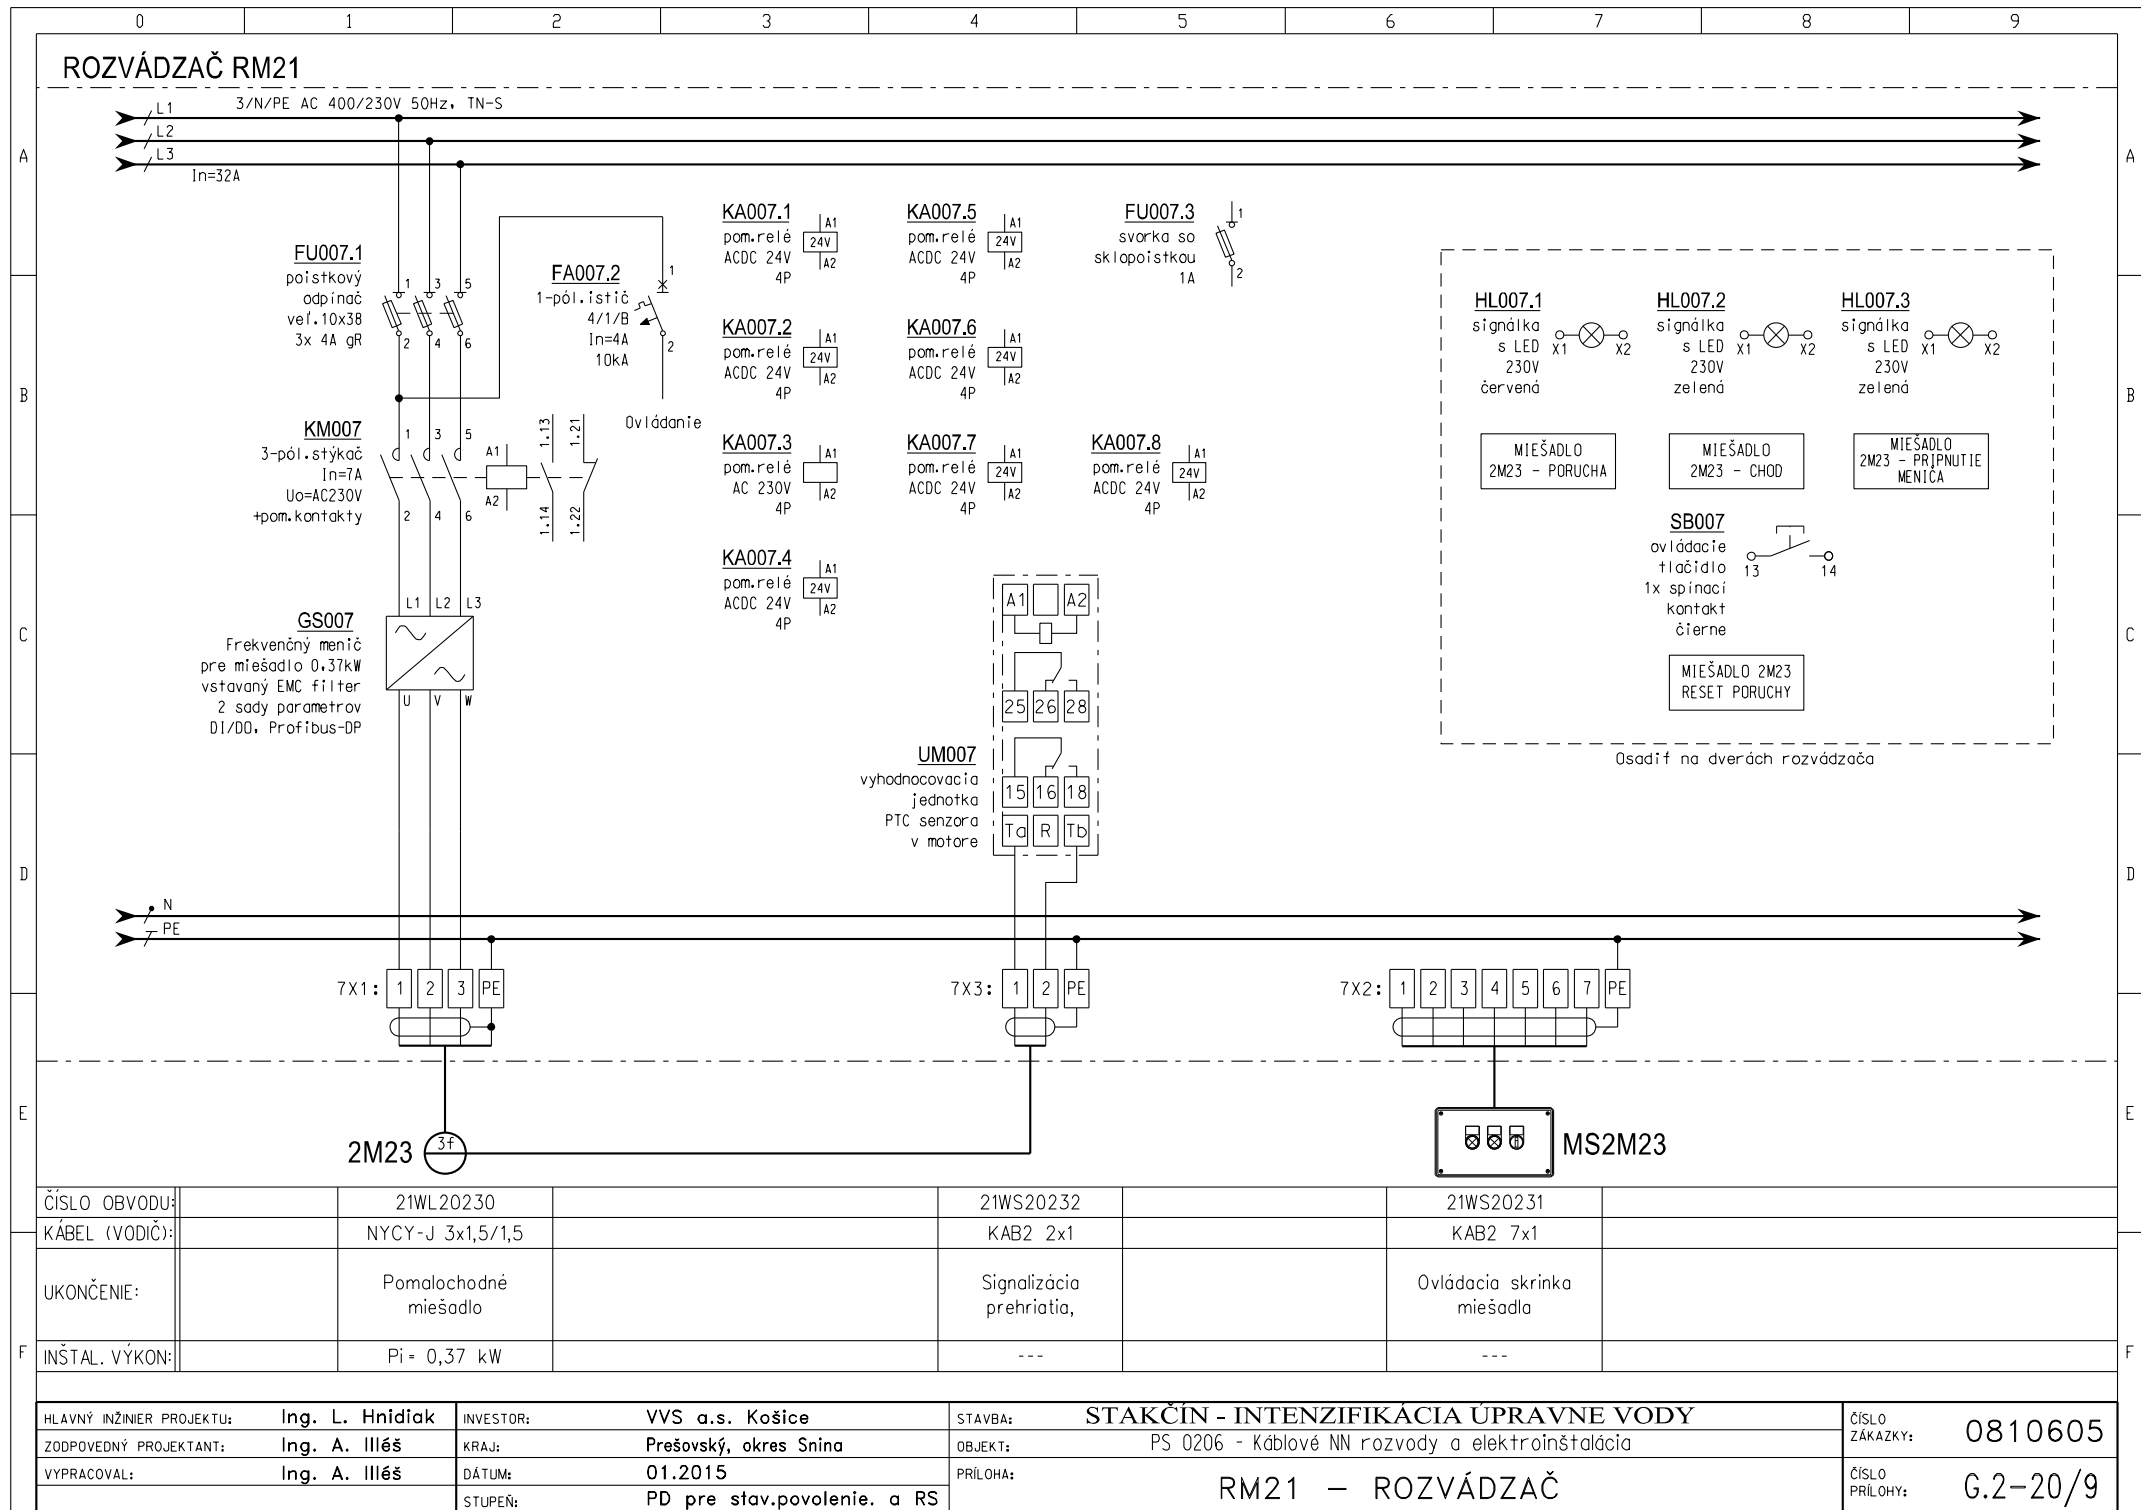 0 1 2 3 4 5 6 7 8 9
ROZVÁDZAČ RM21
L1 3/N/PE AC 400/230V 50Hz, TN-S
L2
L3
In=32A
A A
B B
C C
D D
E E
F F
FU007.1
poistkový
odpínač
veľ.10x38
3x 4A gR
1 3 5
2 4 6
FA007.2
1-pól.istič
4/1/B
In=4A
10kA
1
2
Ovládanie
KM007
3-pól.stýkač
In=7A
Uo=AC230V
+pom.kontakty
1 3 5
2 4 6
A1
A2
1.13 1.21
1.14 1.22
GS007
Frekvenčný menič
pre miešadlo 0.37kW
vstavaný EMC filter
2 sady parametrov
DI/DO, Profibus-DP
L1 L2 L3
U V W
KA007.1
pom.relé
ACDC 24V
4P
A1
24V
A2
KA007.2
pom.relé
ACDC 24V
4P
A1
24V
A2
KA007.3
pom.relé
AC 230V
4P
A1
A2
KA007.4
pom.relé
ACDC 24V
4P
A1
24V
A2
KA007.5
pom.relé
ACDC 24V
4P
A1
24V
A2
KA007.6
pom.relé
ACDC 24V
4P
A1
24V
A2
KA007.7
pom.relé
ACDC 24V
4P
A1
24V
A2
KA007.8
pom.relé
ACDC 24V
4P
A1
24V
A2
FU007.3
svorka so
sklopoistkou
1A
1
2
UM007
vyhodnocovacia
jednotka
PTC senzora
v motore
A1 A2
25 26 28
15 16 18
Ta R Tb
HL007.1
signálka
s LED
230V
červená
X1 X2
HL007.2
signálka
s LED
230V
zelená
X1 X2
HL007.3
signálka
s LED
230V
zelená
X1 X2
MIEŠADLO
2M23 - PORUCHA
MIEŠADLO
2M23 - CHOD
MIEŠADLO
2M23 - PRIPNUTIE
MENIČA
SB007
ovládacie
tlačidlo
1x spínací
kontakt
čierne
13 14
MIEŠADLO 2M23
RESET PORUCHY
Osadiť na dverách rozvádzača
N
PE
7X1: 1 2 3 PE
7X3: 1 2 PE
7X2: 1 2 3 4 5 6 7 PE
2M23 3f
MS2M23
ČÍSLO OBVODU: 21WL20230 21WS20232 21WS20231
KÁBEL (VODIČ): NYCY-J 3x1,5/1,5 KAB2 2x1 KAB2 7x1
UKONČENIE: Pomalochodné miešadlo Signalizácia prehriatia, Ovládacia skrinka miešadla
INŠTAL. VÝKON: Pi= 0,37 kW --- ---
HLAVNÝ INŽINIER PROJEKTU: Ing. L. Hnidiak
ZODPOVEDNÝ PROJEKTANT: Ing. A. Illéš
VYPRACOVAL: Ing. A. Illéš
INVESTOR: VVS a.s. Košice
KRAJ: Prešovský, okres Snina
DÁTUM: 01.2015
STUPEŇ: PD pre stav.povolenie. a RS
STAVBA: STAKČÍN - INTENZIFIKÁCIA ÚPRAVNE VODY
OBJEKT: PS 0206 - Káblové NN rozvody a elektroinštalácia
PRÍLOHA: RM21 – ROZVÁDZAČ
ČÍSLO ZÁKAZKY: 0810605
ČÍSLO PRÍLOHY: G.2-20/9